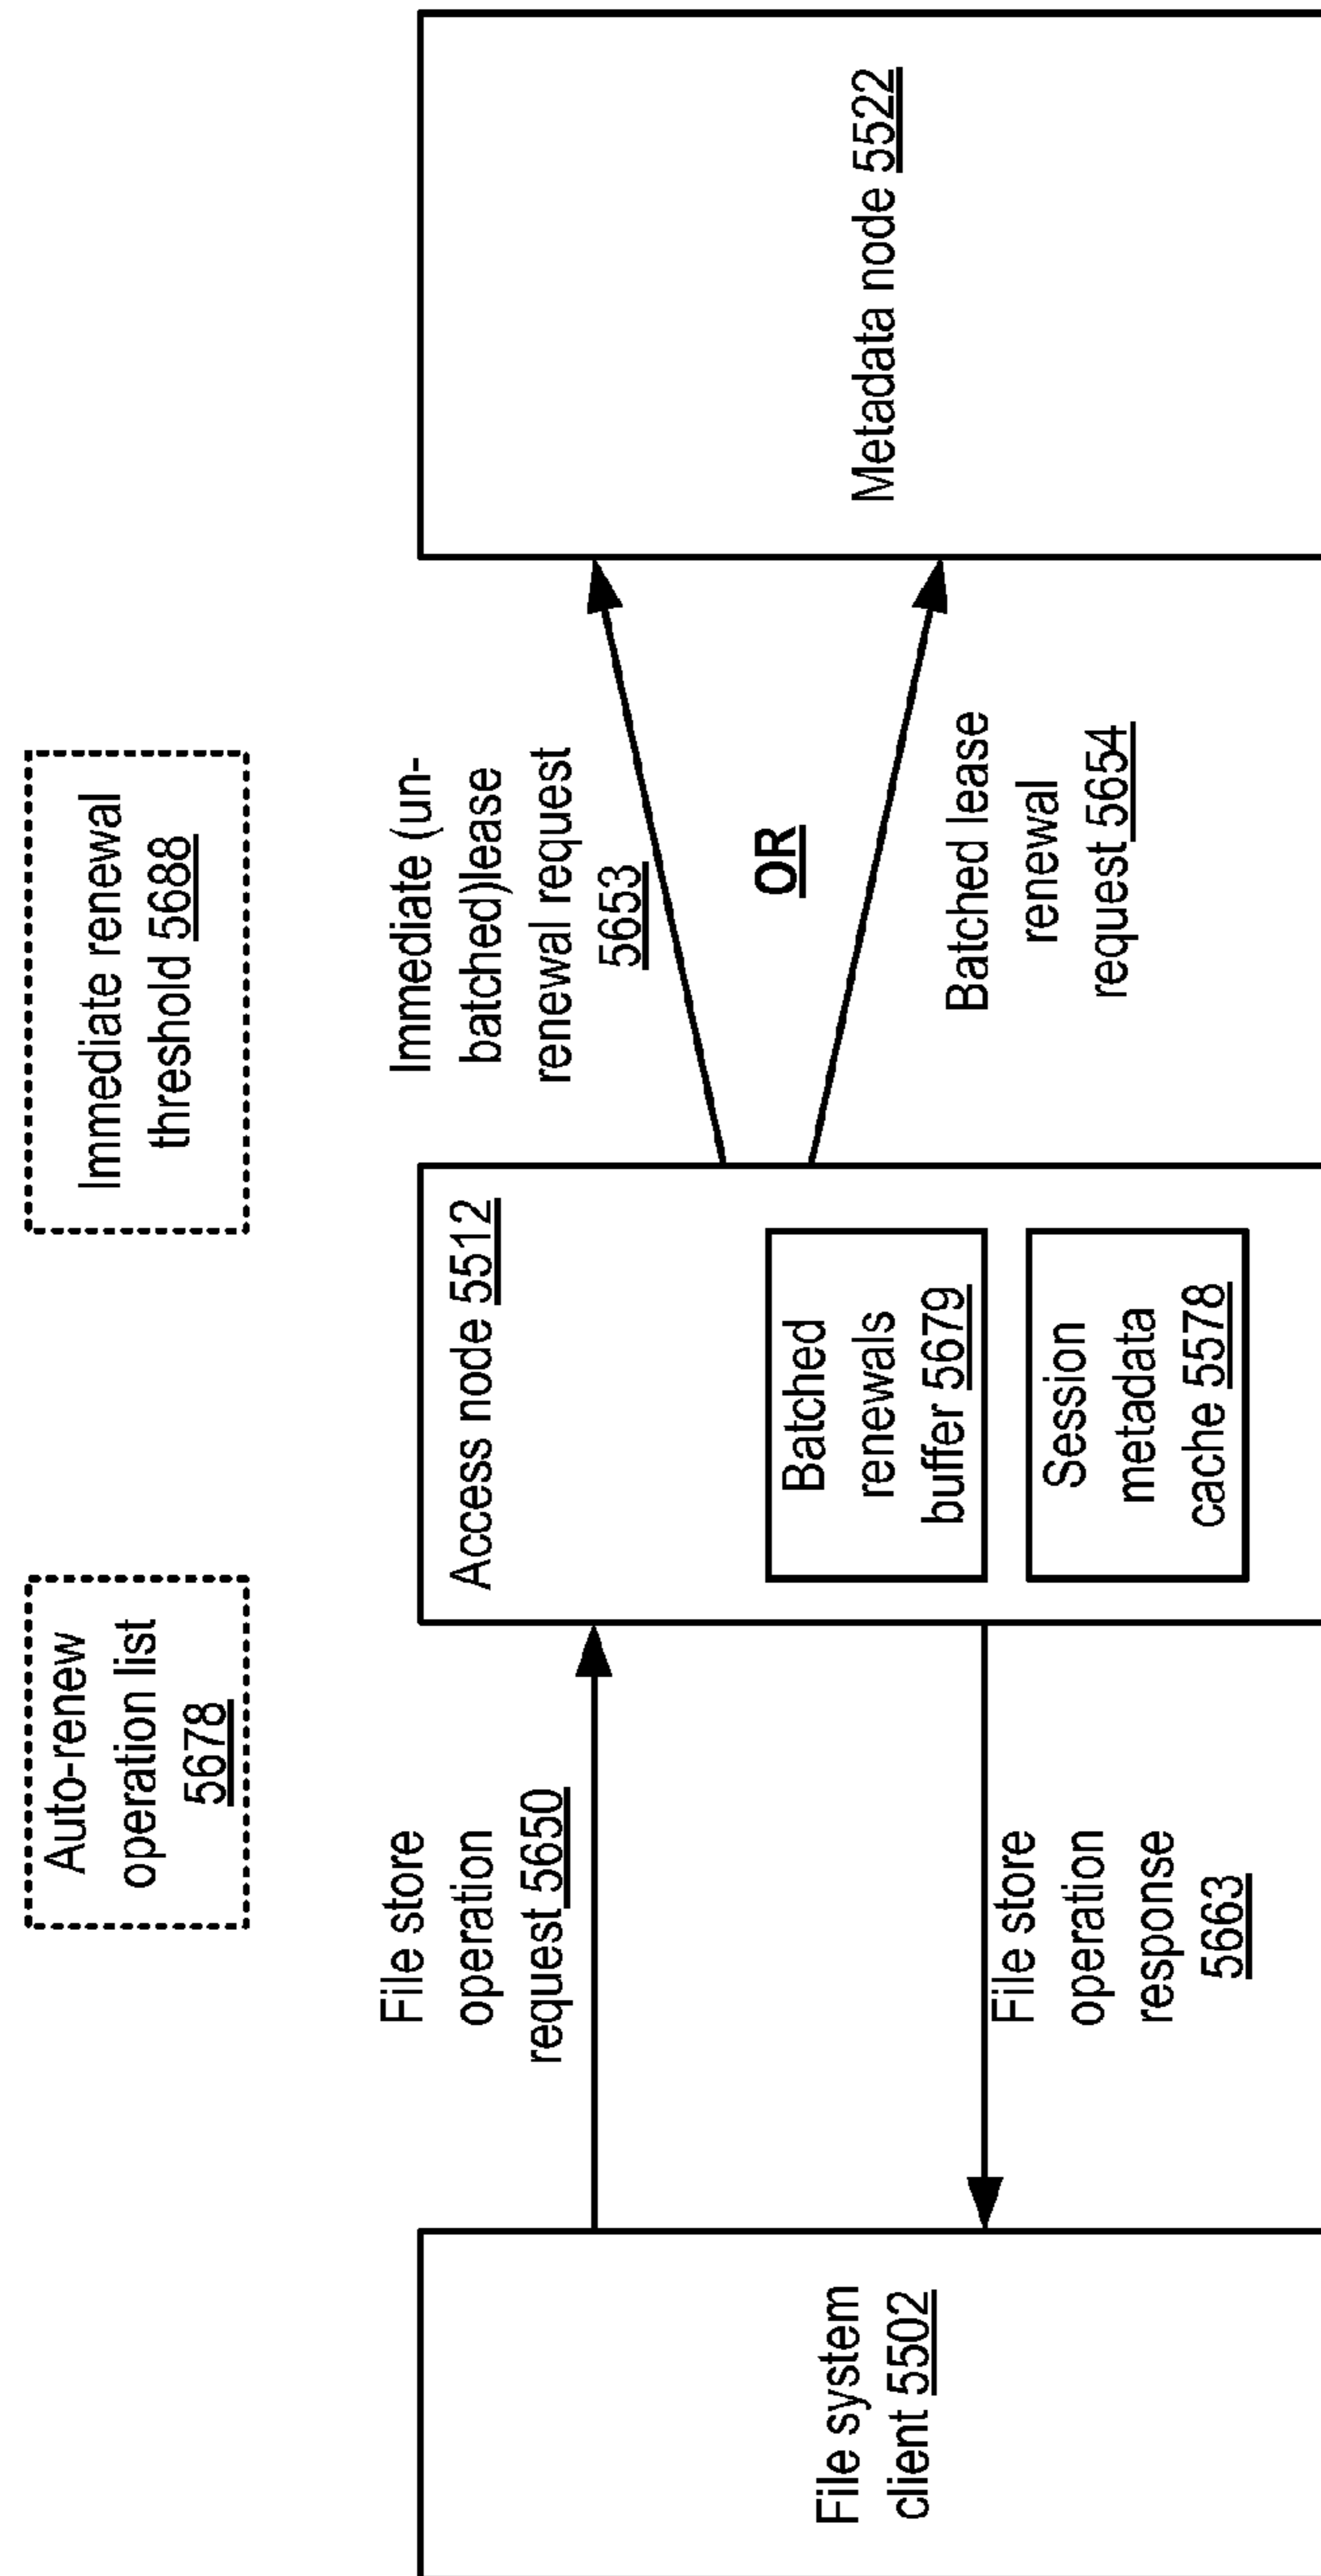 Auto-renew
operation list
5678
Immediate renewal
threshold 5688
File system
client 5502
File store
operation
request 5650
File store
operation
response
5663
Access node 5512
Batched
renewals
buffer 5679
Session
metadata
cache 5578
Immediate (un-
batched)lease
renewal request
5653
OR
Batched lease
renewal
request 5654
Metadata node 5522